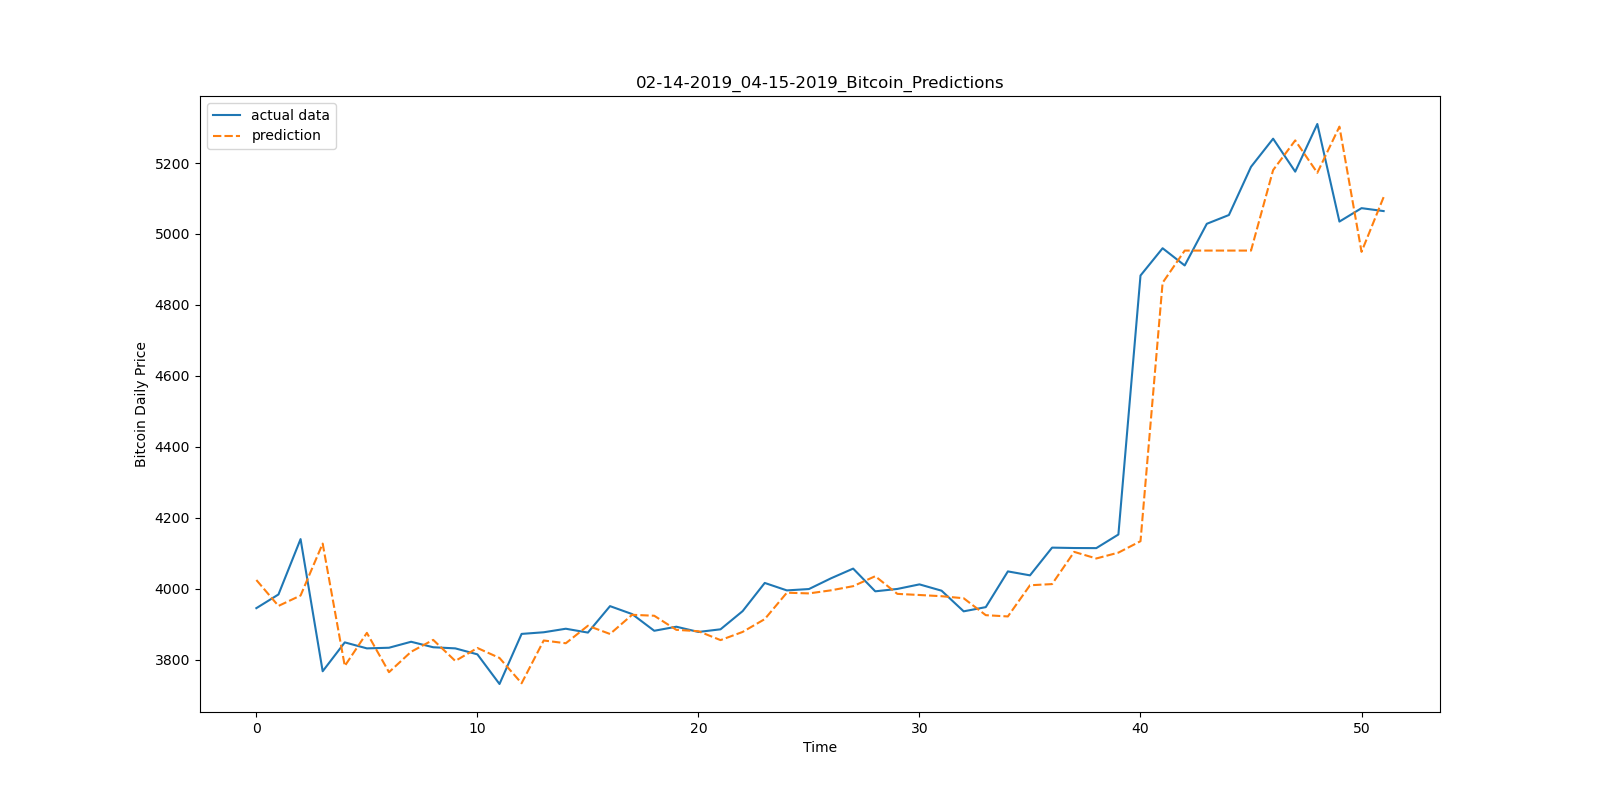 02-14-2019_04-15-2019_Bitcoin_Predictions
actual data
prediction
5200
5000
4800
4600
4400
4200
4000
3800
Bitcoin Daily Price
0 10 20 30 40 50
Time